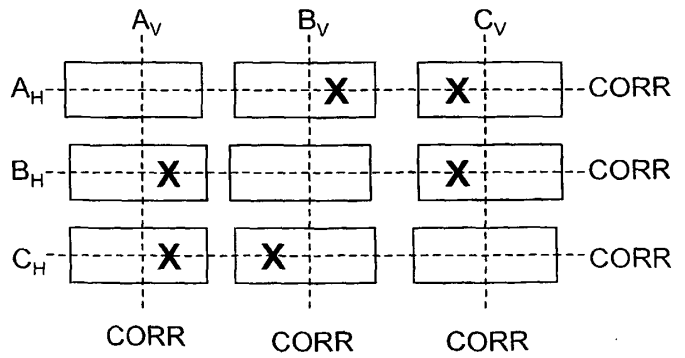 A_V B_V C_V
A_H X X CORR
B_H X X CORR
C_H X X CORR
CORR CORR CORR